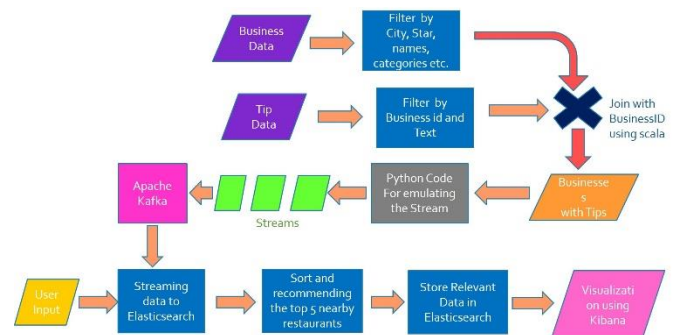 Business
Data
Filter by
City, Star,
names,
categories etc.
Tip
Data
Filter by
Business id and
Text
Join with
BusinessID
using scala
Apache
Kafka
Streams
Python Code
For emulating
the Stream
Businesse
s
with Tips
User
Input
Streaming
data to
Elasticsearch
Sort and
recommending
the top 5 nearby
restaurants
Store Relevant
Data in
Elasticsearch
Visualizati
on using
Kibana